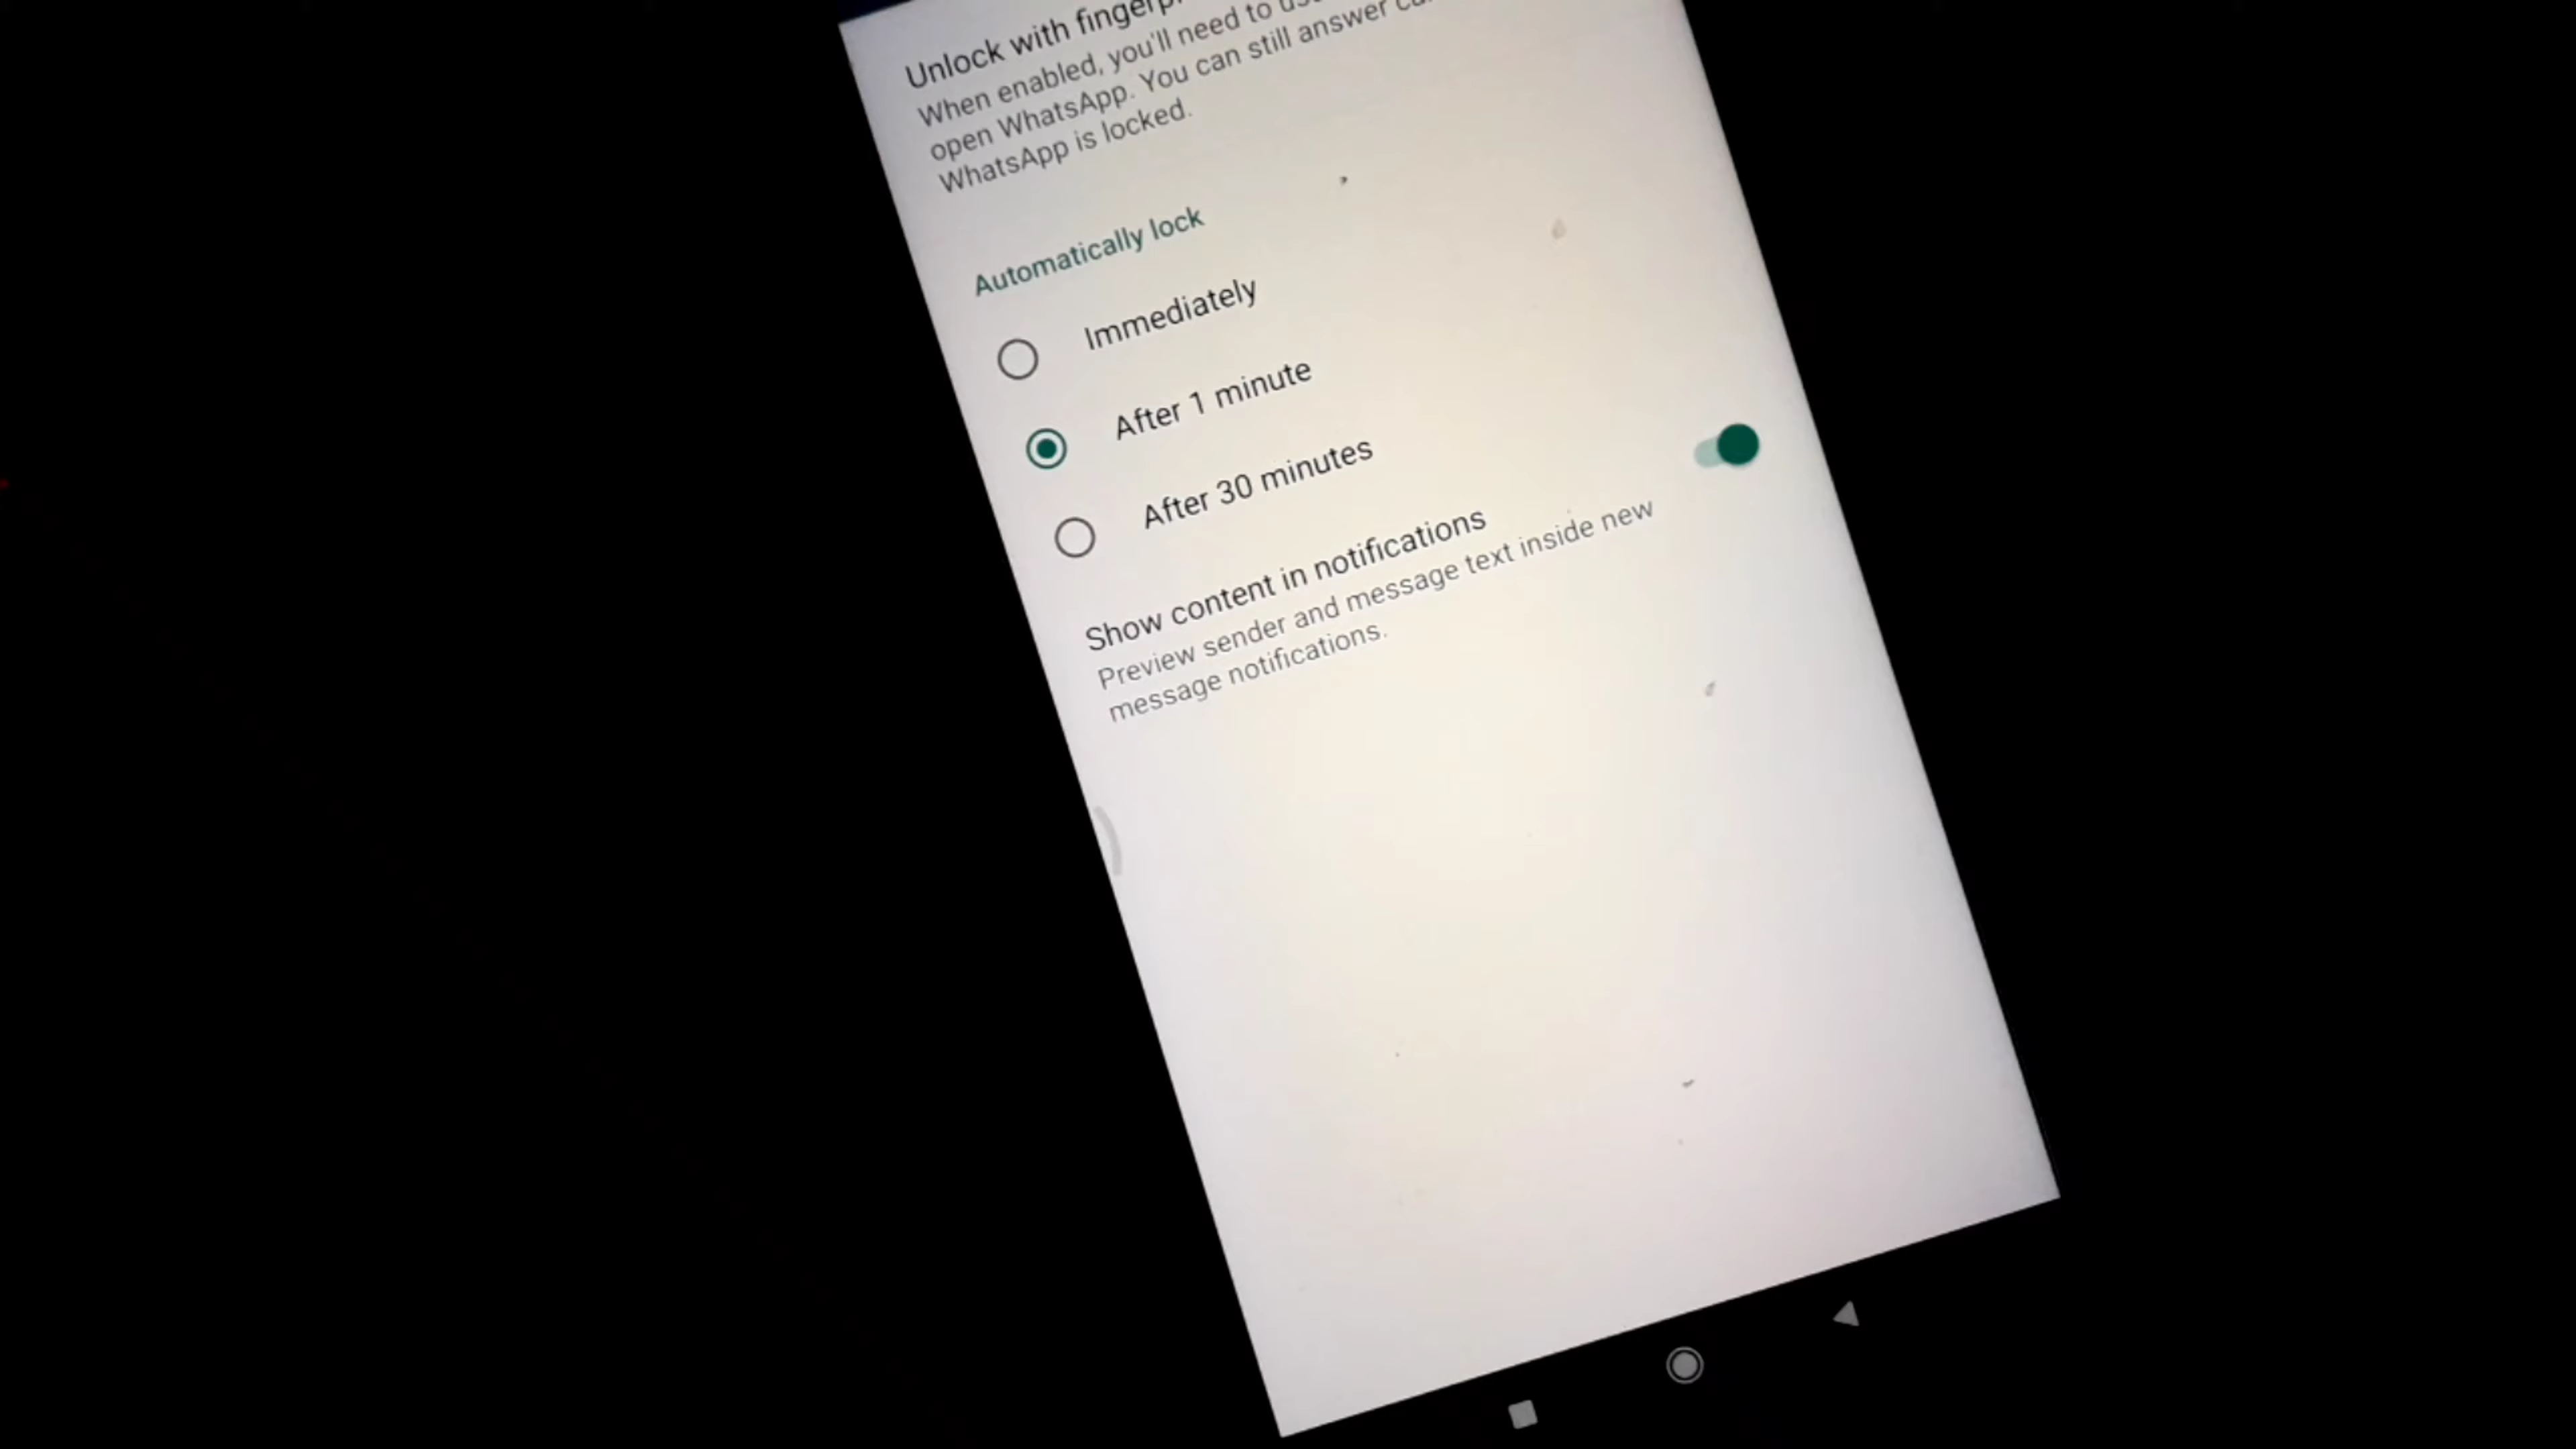 Unlock with
When enabled, you'll need to
open WhatsApp. You can still answer
WhatsApp is locked.
Automatically lock
Immediately
After 1 minute
After 30 minutes
Show content in notifications
Preview sender and message text inside new
message notifications.